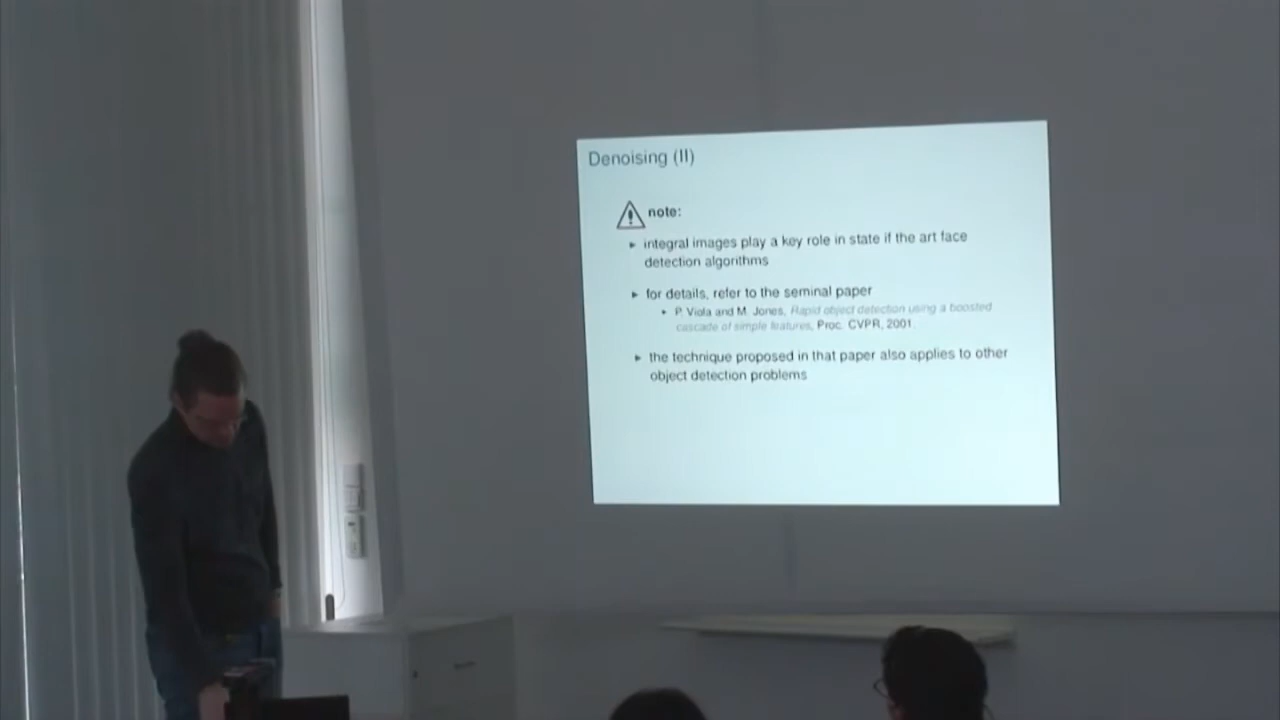 Denoising (II)
note:
integral images play a key role in state if the art face
detection algorithms
for details, refer to the seminal paper
P. Viola and M. Jones, Rapid object detection using a boosted
cascade of simple features, Proc. CVPR, 2001
the technique proposed in that paper also applies to other
object detection problems